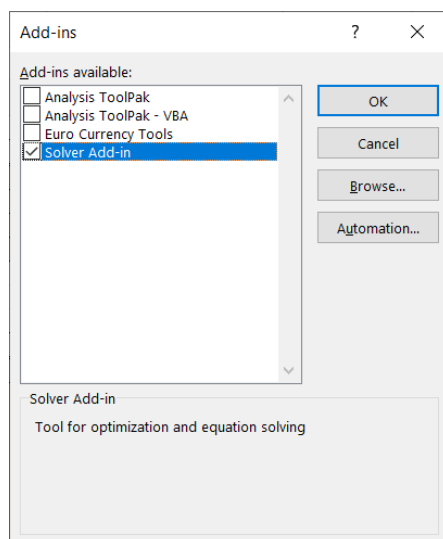 Add-ins ?
Add-ins available:
Analysis ToolPak
Analysis ToolPak - VBA
Euro Currency Tools
Solver Add-in
OK
Cancel
Browse...
Automation...
Solver Add-in
Tool for optimization and equation solving